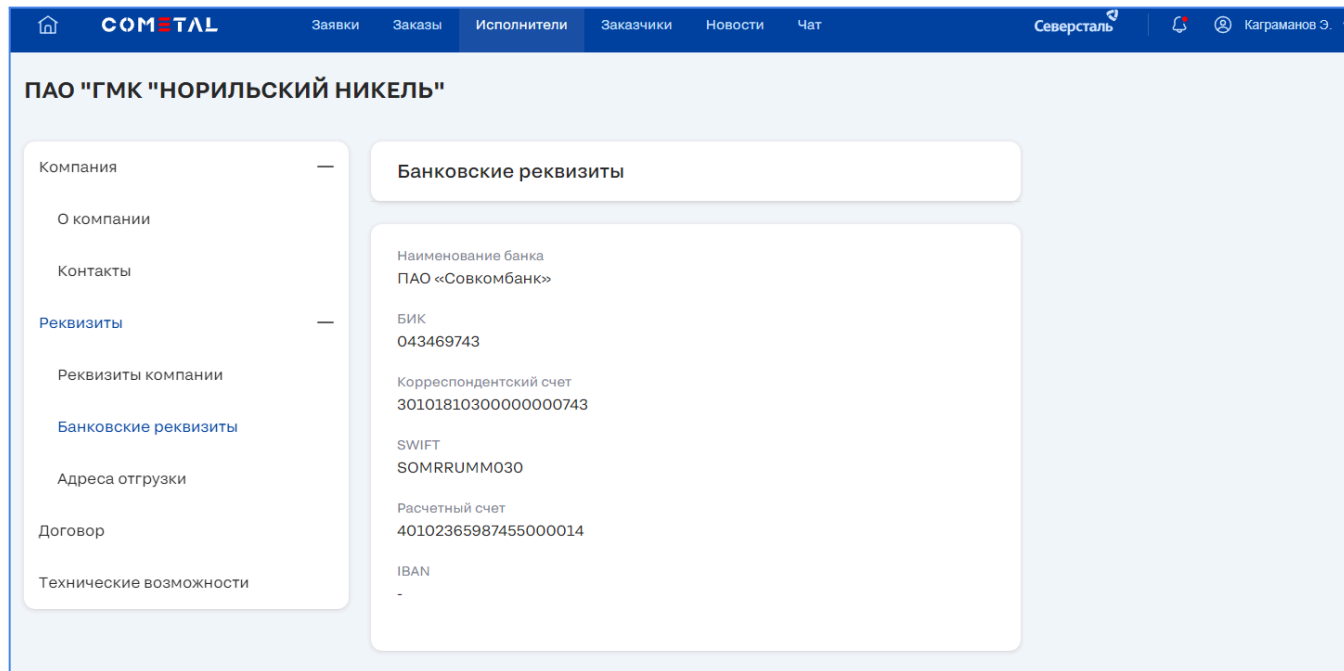 COMETAL Заявки Заказы Исполнители Заказчики Новости Чат Северсталь Каграманов Э.
ПАО "ГМК "НОРИЛЬСКИЙ НИКЕЛЬ"
Компания
О компании
Контакты
Реквизиты
Реквизиты компании
Банковские реквизиты
Адреса отгрузки
Договор
Технические возможности
Банковские реквизиты
Наименование банка
ПАО «Совкомбанк»
БИК
043469743
Корреспондентский счет
30101810300000000743
SWIFT
SOMRRUMM030
Расчетный счет
40102365987455000014
IBAN
-